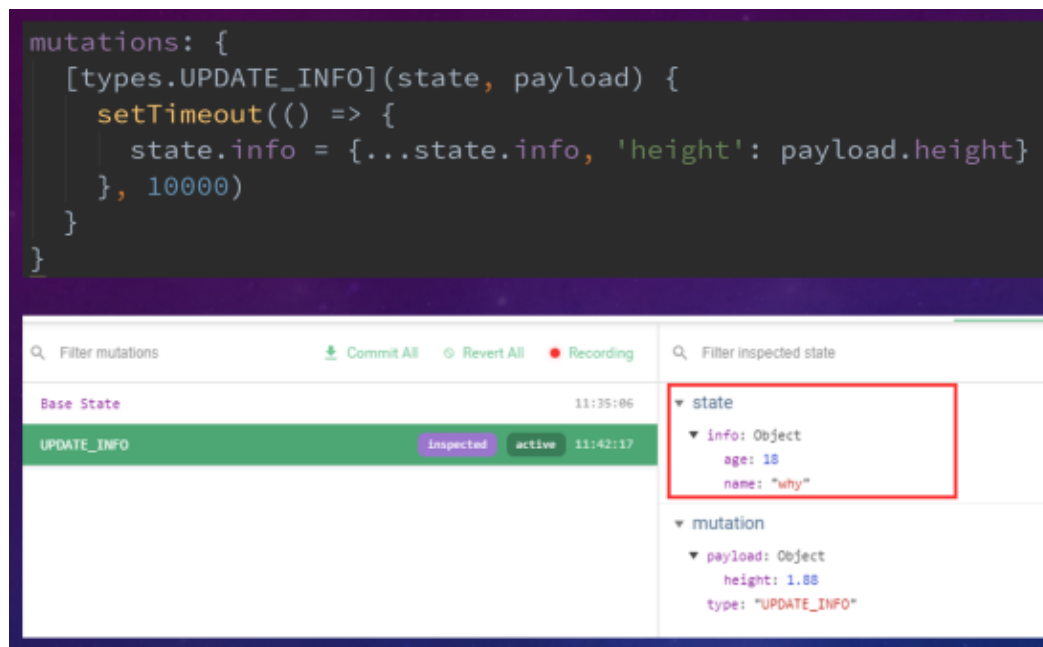 mutations: {
[types.UPDATE_INFO](state, payload) {
setTimeout(() => {
state.info = {...state.info, 'height': payload.height}
}, 10000)
}
}
Filter mutations
Commit All
Revert All
Recording
Filter inspected state
Base State
11:35:06
UPDATE_INFO
inspected
active
11:42:17
state
info: Object
age: 18
name: "why"
mutation
payload: Object
height: 1.88
type: "UPDATE_INFO"